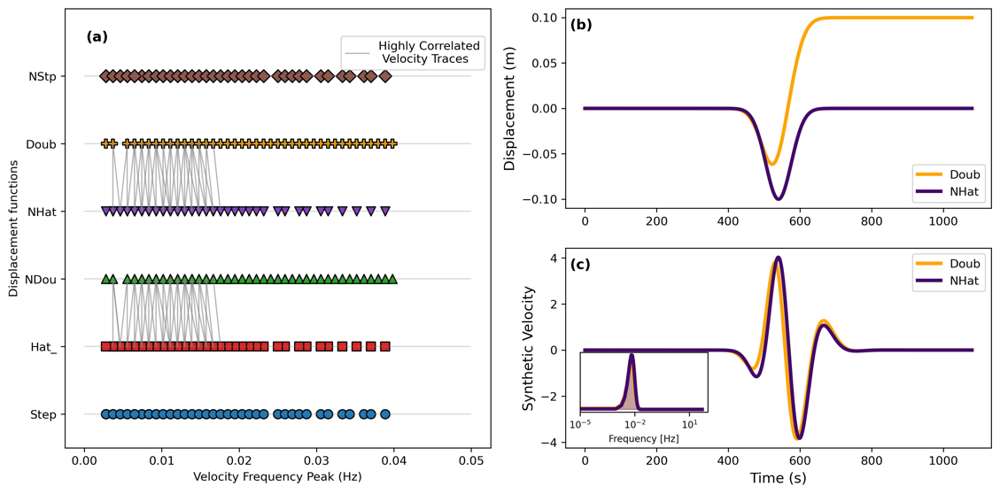 (a)
Highly Correlated
Velocity Traces
NStp
Doub
NHat
NDou
Hat_
Step
Displacement functions
0.00 0.01 0.02 0.03 0.04 0.05
Velocity Frequency Peak (Hz)
(b)
0.10
0.05
0.00
−0.05
−0.10
Displacement (m)
Doub
NHat
0 200 400 600 800 1000
(c)
4
2
0
−2
−4
Synthetic Velocity
Doub
NHat
10⁻⁵ 10⁻² 10¹
Frequency [Hz]
0 200 400 600 800 1000
Time (s)